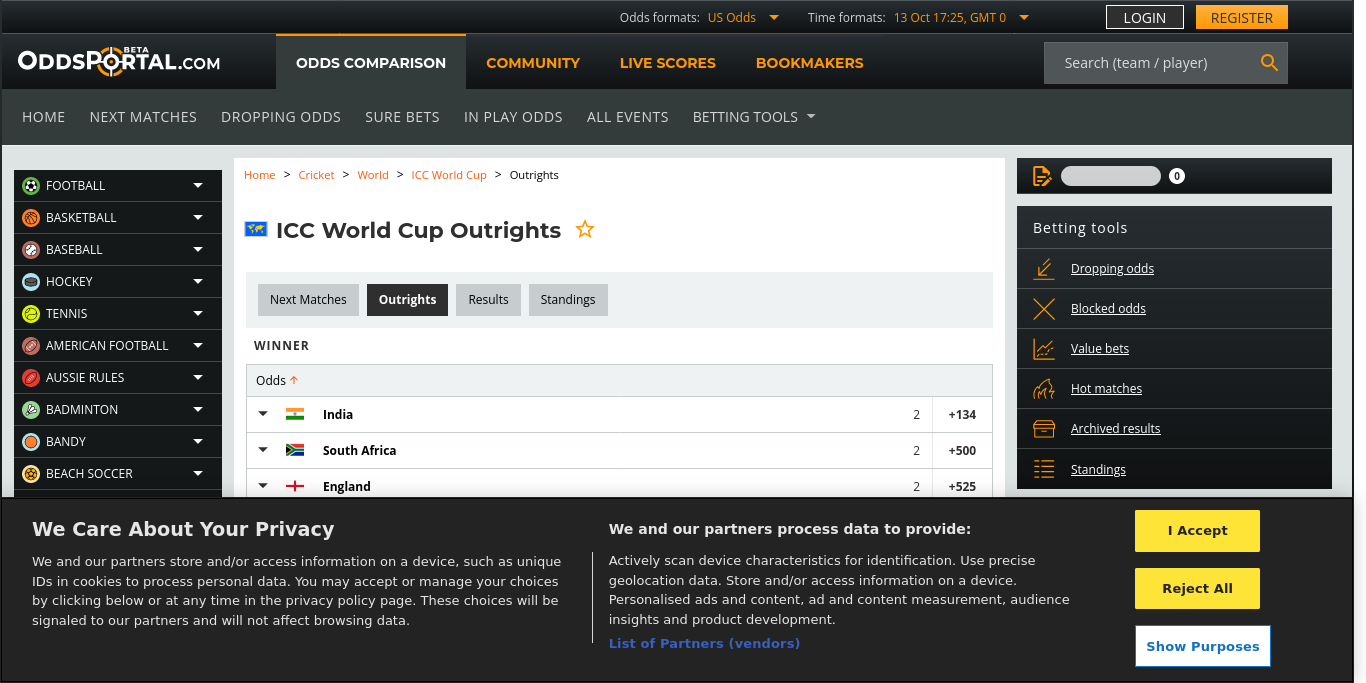 Odds formats: US Odds Time formats: 13 Oct 17:25, GMT 0 LOGIN REGISTER
ODDSPORTAL.COM BETA
ODDS COMPARISON COMMUNITY LIVE SCORES BOOKMAKERS Search (team / player)
HOME NEXT MATCHES DROPPING ODDS SURE BETS IN PLAY ODDS ALL EVENTS BETTING TOOLS
FOOTBALL
BASKETBALL
BASEBALL
HOCKEY
TENNIS
AMERICAN FOOTBALL
AUSSIE RULES
BADMINTON
BANDY
BEACH SOCCER
Home > Cricket > World > ICC World Cup > Outrights
ICC World Cup Outrights
Next Matches Outrights Results Standings
WINNER
Odds
India 2 +134
South Africa 2 +500
England 2 +525
0
Betting tools
Dropping odds
Blocked odds
Value bets
Hot matches
Archived results
Standings
We Care About Your Privacy
We and our partners store and/or access information on a device, such as unique
IDs in cookies to process personal data. You may accept or manage your choices
by clicking below or at any time in the privacy policy page. These choices will be
signaled to our partners and will not affect browsing data.
We and our partners process data to provide:
Actively scan device characteristics for identification. Use precise
geolocation data. Store and/or access information on a device.
Personalised ads and content, ad and content measurement, audience
insights and product development.
List of Partners (vendors)
I Accept
Reject All
Show Purposes